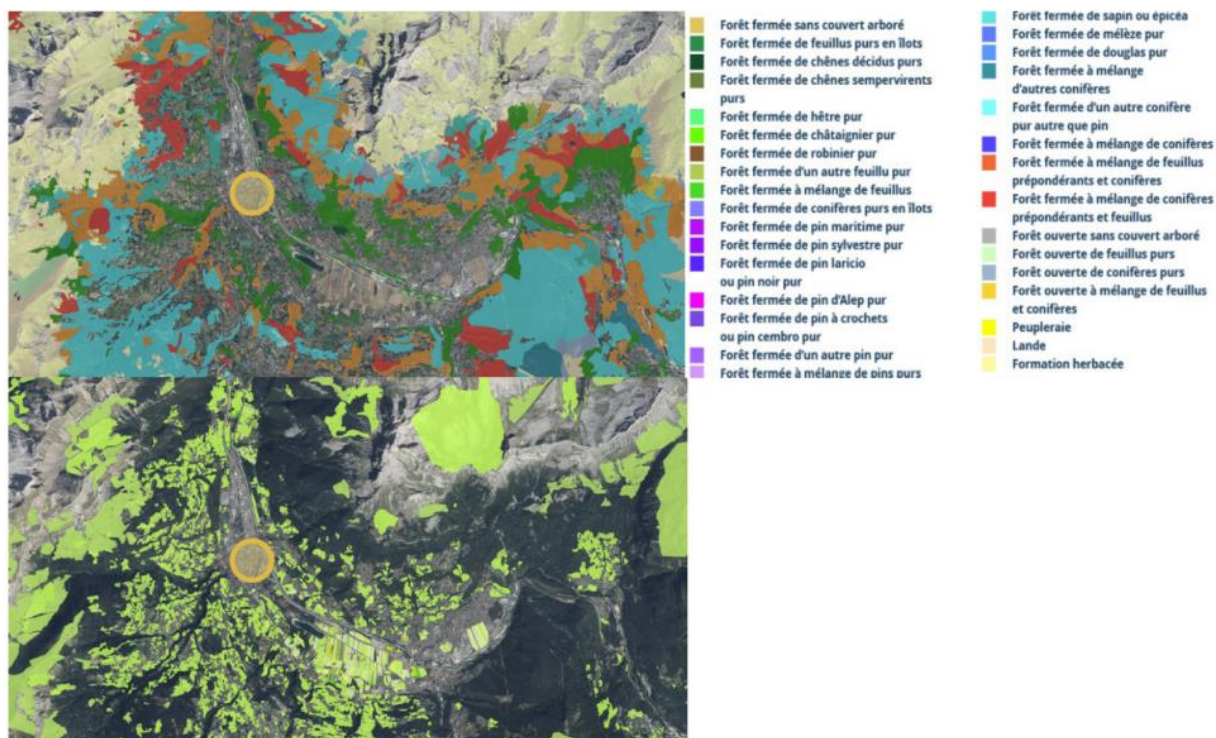 Forêt fermée sans couvert arboré
Forêt fermée de feuillus purs en îlots
Forêt fermée de chênes décidus purs
Forêt fermée de chênes sempervirents
purs
Forêt fermée de hêtre pur
Forêt fermée de châtaignier pur
Forêt fermée de robinier pur
Forêt fermée d'un autre feuillu pur
Forêt fermée à mélange de feuillus
Forêt fermée de conifères purs en îlots
Forêt fermée de pin maritime pur
Forêt fermée de pin sylvestre pur
Forêt fermée de pin laricio
ou pin noir pur
Forêt fermée de pin d'Alep pur
Forêt fermée de pin à crochets
ou pin cembro pur
Forêt fermée d'un autre pin pur
Forêt fermée à mélange de pins purs
Forêt fermée de sapin ou épicéa
Forêt fermée de mélèze pur
Forêt fermée de douglas pur
Forêt fermée à mélange
d'autres conifères
Forêt fermée d'un autre conifère
pur autre que pin
Forêt fermée à mélange de conifères
Forêt fermée à mélange de feuillus
prépondérants et conifères
Forêt fermée à mélange de conifères
prépondérants et feuillus
Forêt ouverte sans couvert arboré
Forêt ouverte de feuillus purs
Forêt ouverte de conifères purs
Forêt ouverte à mélange de feuillus
et conifères
Peupleraie
Lande
Formation herbacée